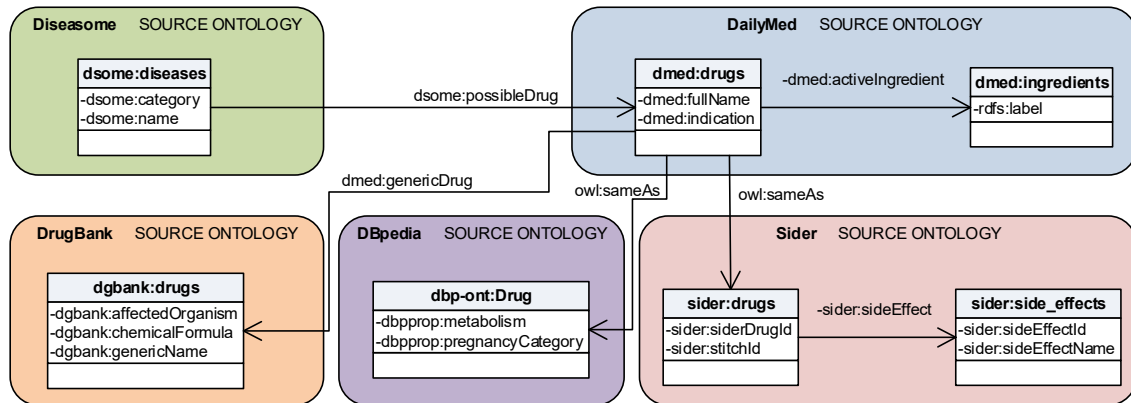 Diseasome SOURCE ONTOLOGY
dsome:diseases
-dsome:category
-dsome:name
dsome:possibleDrug
DailyMed SOURCE ONTOLOGY
dmed:drugs
-dmed:fullName
-dmed:indication
-dmed:activeIngredient
dmed:ingredients
-rdfs:label
dmed:genericDrug
owl:sameAs
owl:sameAs
DrugBank SOURCE ONTOLOGY
dgbank:drugs
-dgbank:affectedOrganism
-dgbank:chemicalFormula
-dgbank:genericName
DBpedia SOURCE ONTOLOGY
dbp-ont:Drug
-dbpprop:metabolism
-dbpprop:pregnancyCategory
Sider SOURCE ONTOLOGY
sider:drugs
-sider:siderDrugId
-sider:stitchId
-sider:sideEffect
sider:side_effects
-sider:sideEffectId
-sider:sideEffectName